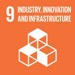 9 INDUSTRY, INNOVATION
AND INFRASTRUCTURE